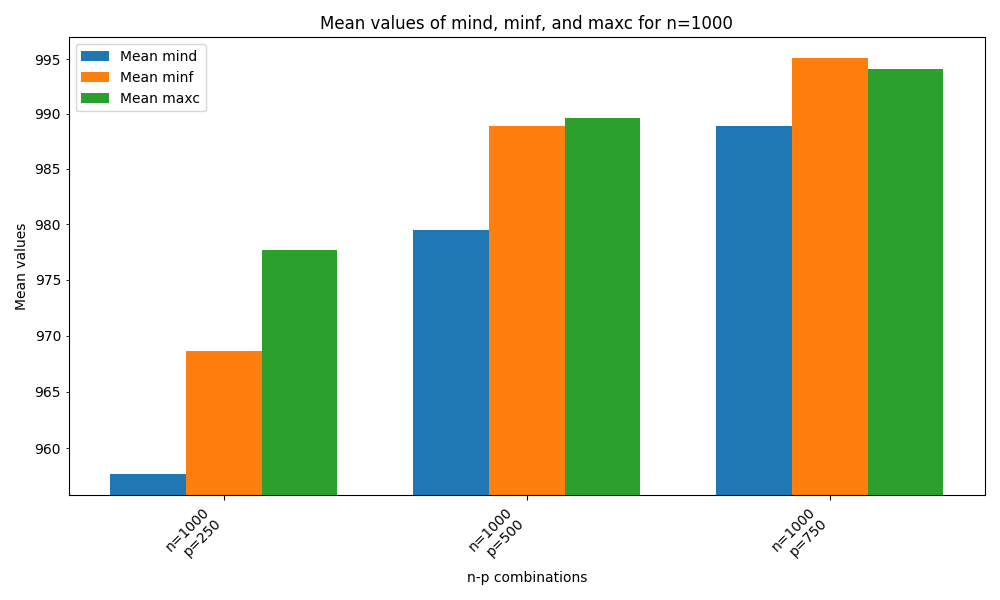 Mean values of mind, minf, and maxc for n=1000
Mean mind
Mean minf
Mean maxc
Mean values
995
990
985
980
975
970
965
960
n=1000
p=250
n=1000
p=500
n=1000
p=750
n-p combinations